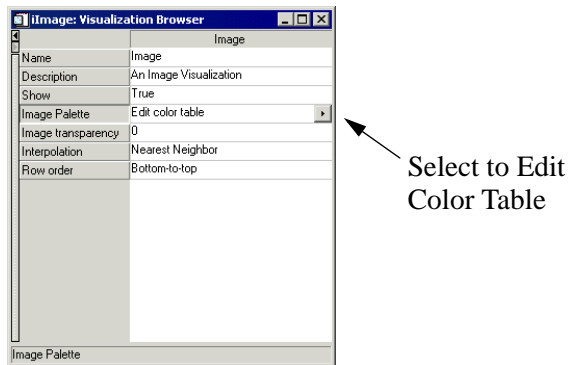 iImage: Visualization Browser
Image
Name Image
Description An Image Visualization
Show True
Image Palette Edit color table
Image transparency 0
Interpolation Nearest Neighbor
Row order Bottom-to-top
Select to Edit
Color Table
Image Palette